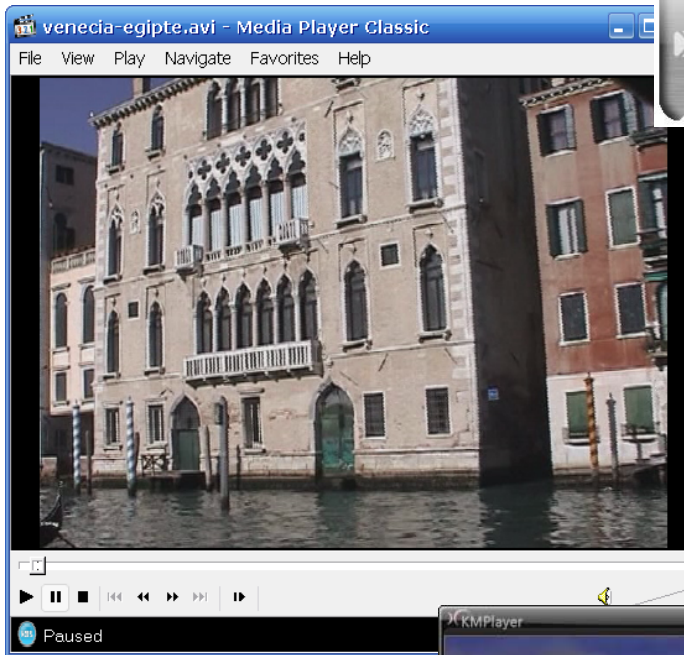 venecia-egipte.avi - Media Player Classic
File View Play Navigate Favorites Help
Paused
KMPlayer